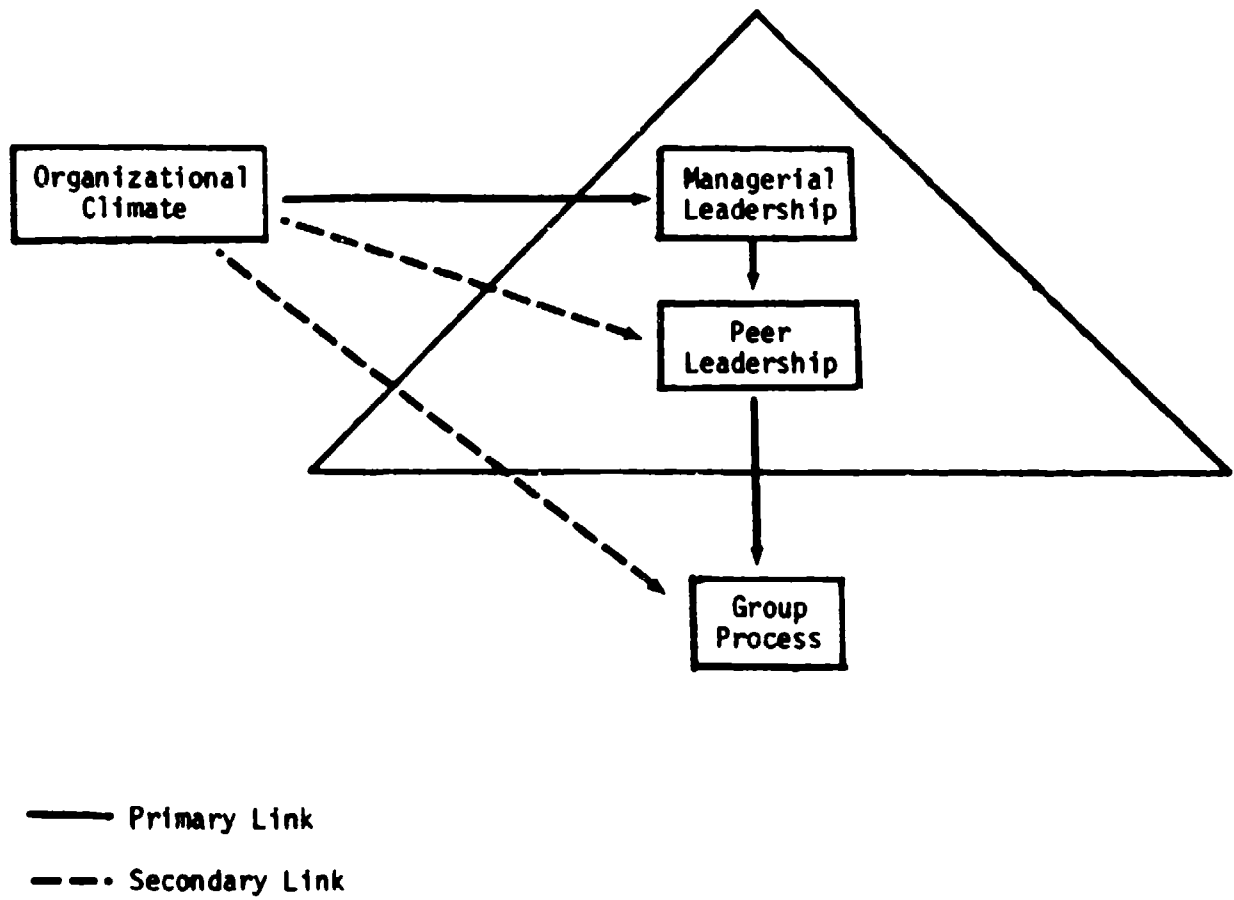 Organizational
Climate
Managerial
Leadership
Peer
Leadership
Group
Process
Primary Link
Secondary Link